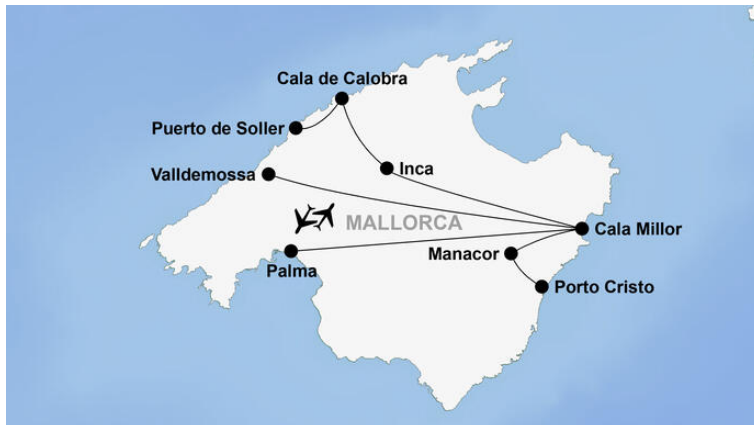 Cala de Calobra
Puerto de Soller
Valldemossa
Inca
MALLORCA
Cala Millor
Manacor
Palma
Porto Cristo